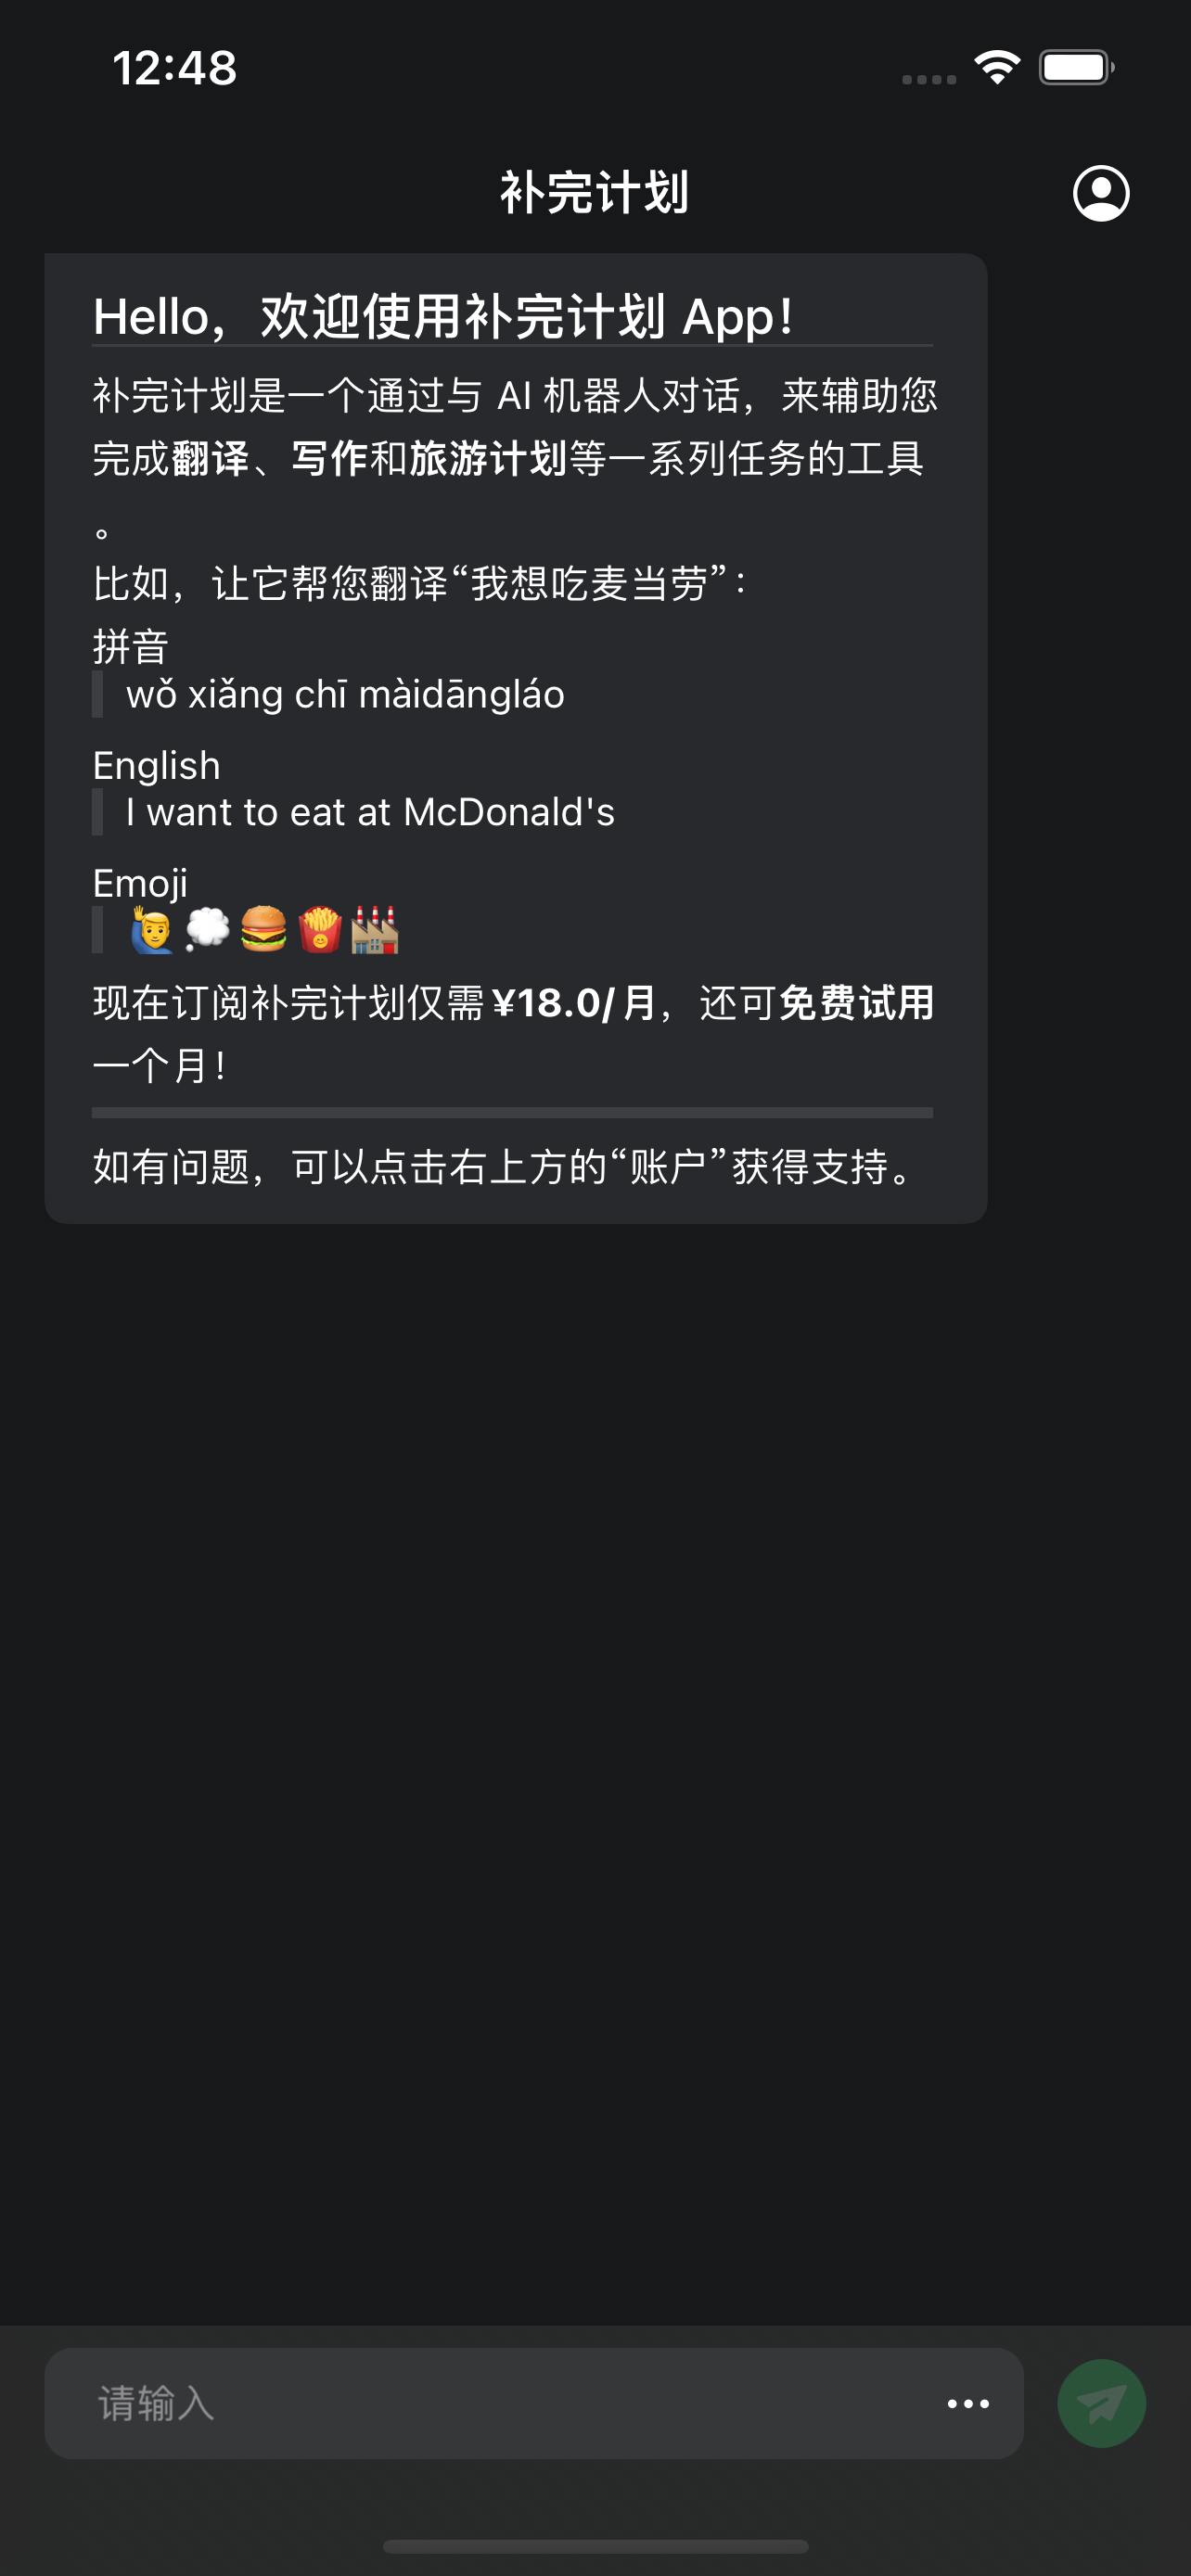 12:48
补完计划
Hello，欢迎使用补完计划 App！
补完计划是一个通过与 AI 机器人对话，来辅助您
完成翻译、写作和旅游计划等一系列任务的工具
。
比如，让它帮您翻译“我想吃麦当劳”：
拼音
wǒ xiǎng chī màidāngláo
English
I want to eat at McDonald's
Emoji
🙋‍♂️💭🍔🍟🏭
现在订阅补完计划仅需 ¥18.0/ 月，还可免费试用
一个月！
如有问题，可以点击右上方的“账户”获得支持。
请输入